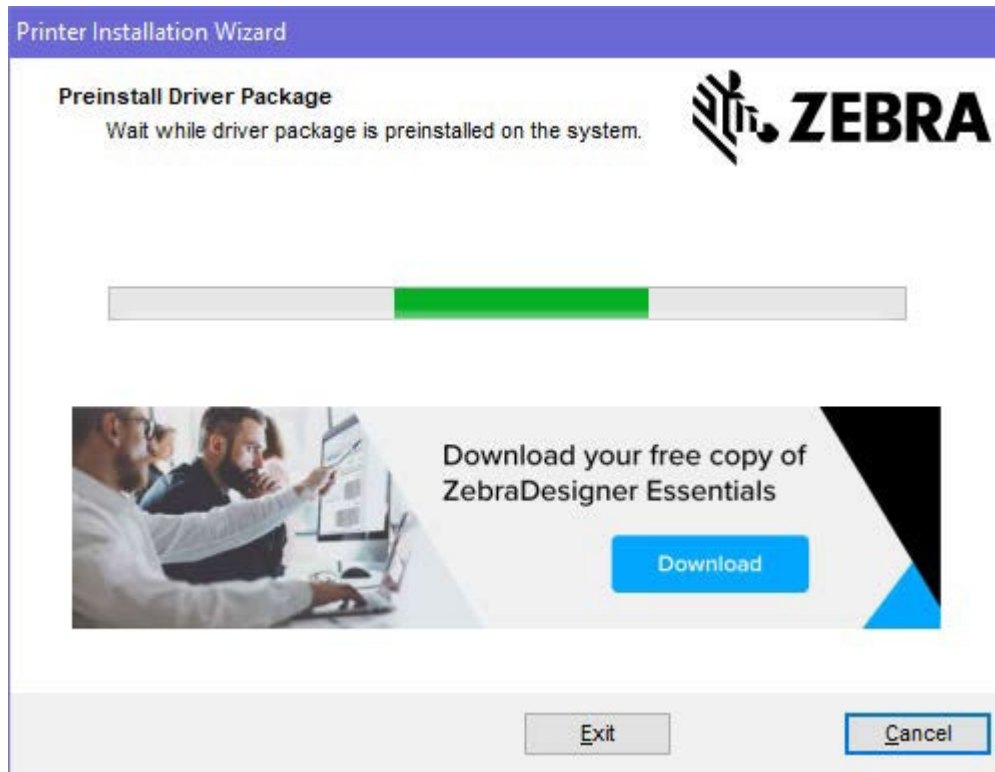 Printer Installation Wizard
Preinstall Driver Package
Wait while driver package is preinstalled on the system.
ZEBRA
Download your free copy of
ZebraDesigner Essentials
Download
Exit
Cancel